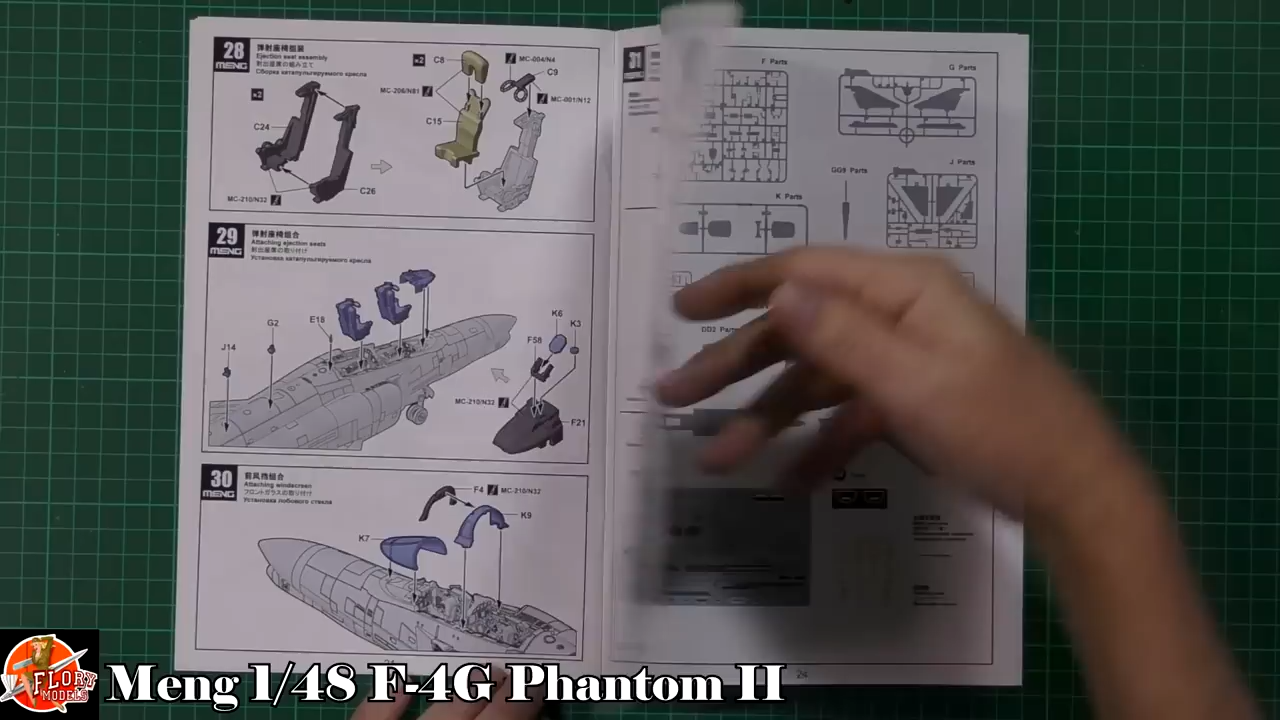 28
MENG
弹射座椅组装
Ejection seat assembly
射出座席の組み立て
Сборка катапультируемого кресла
×2
C24
C26
MC-210/N32
×2
C8
MC-206/N81
C15
MC-004/N4
C9
MC-001/N12
29
MENG
弹射座椅组合
Attaching ejection seats
射出座席の取り付け
Установка катапультируемого кресла
J14
G2
E18
K6
K3
F58
MC-210/N32
F21
30
MENG
前风挡组合
Attaching windscreen
フロントガラスの取り付け
Установка лобового стекла
F4
MC-210/N32
K9
K7
31
F Parts
G Parts
GG9 Parts
J Parts
K Parts
DD2 Parts
24
FLORY
MODELS
Meng 1/48 F-4G Phantom II